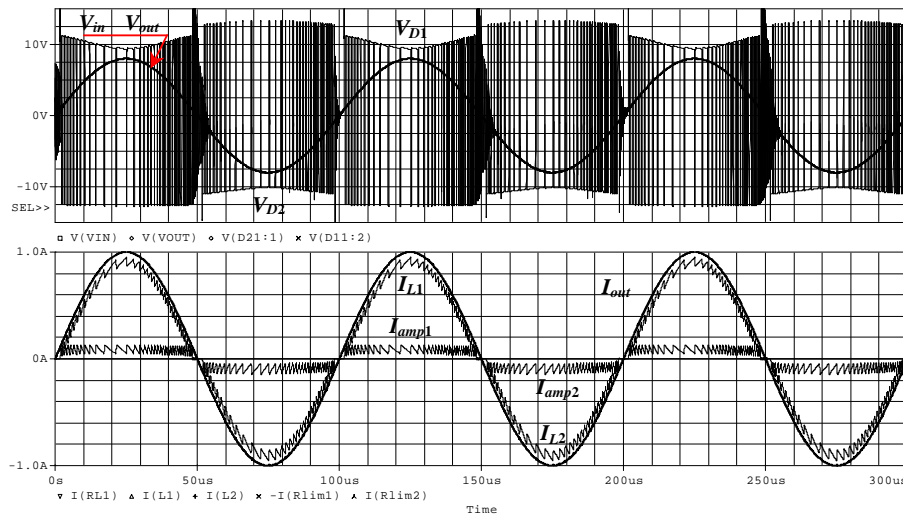 V_in V_out V_D1
10V
0V
-10V
SEL>>
V_D2
V(VIN) V(VOUT) V(D21:1) V(D11:2)
1.0A
I_L1 I_out
I_amp1
0A
I_amp2
I_L2
-1.0A
0s 50us 100us 150us 200us 250us 300us
I(RL1) I(L1) I(L2) -I(Rlim1) I(Rlim2)
Time